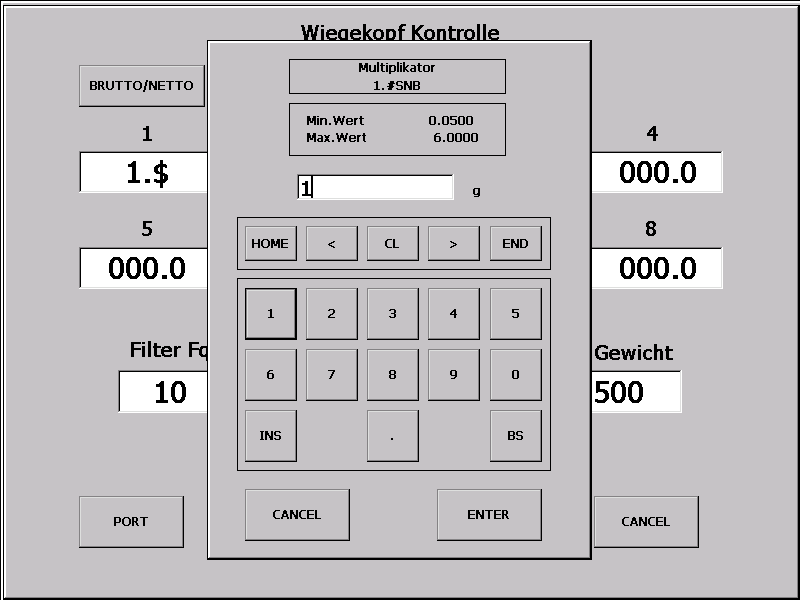 Wiegekopf Kontrolle
BRUTTO/NETTO
Multiplikator
1.#SNB
Min.Wert 0.0500
Max.Wert 6.0000
1 4
1.$ 000.0
1 g
5 8
000.0 000.0
HOME < CL > END
1 2 3 4 5
Filter Fq Gewicht
6 7 8 9 0
10 500
INS . BS
CANCEL ENTER
PORT CANCEL